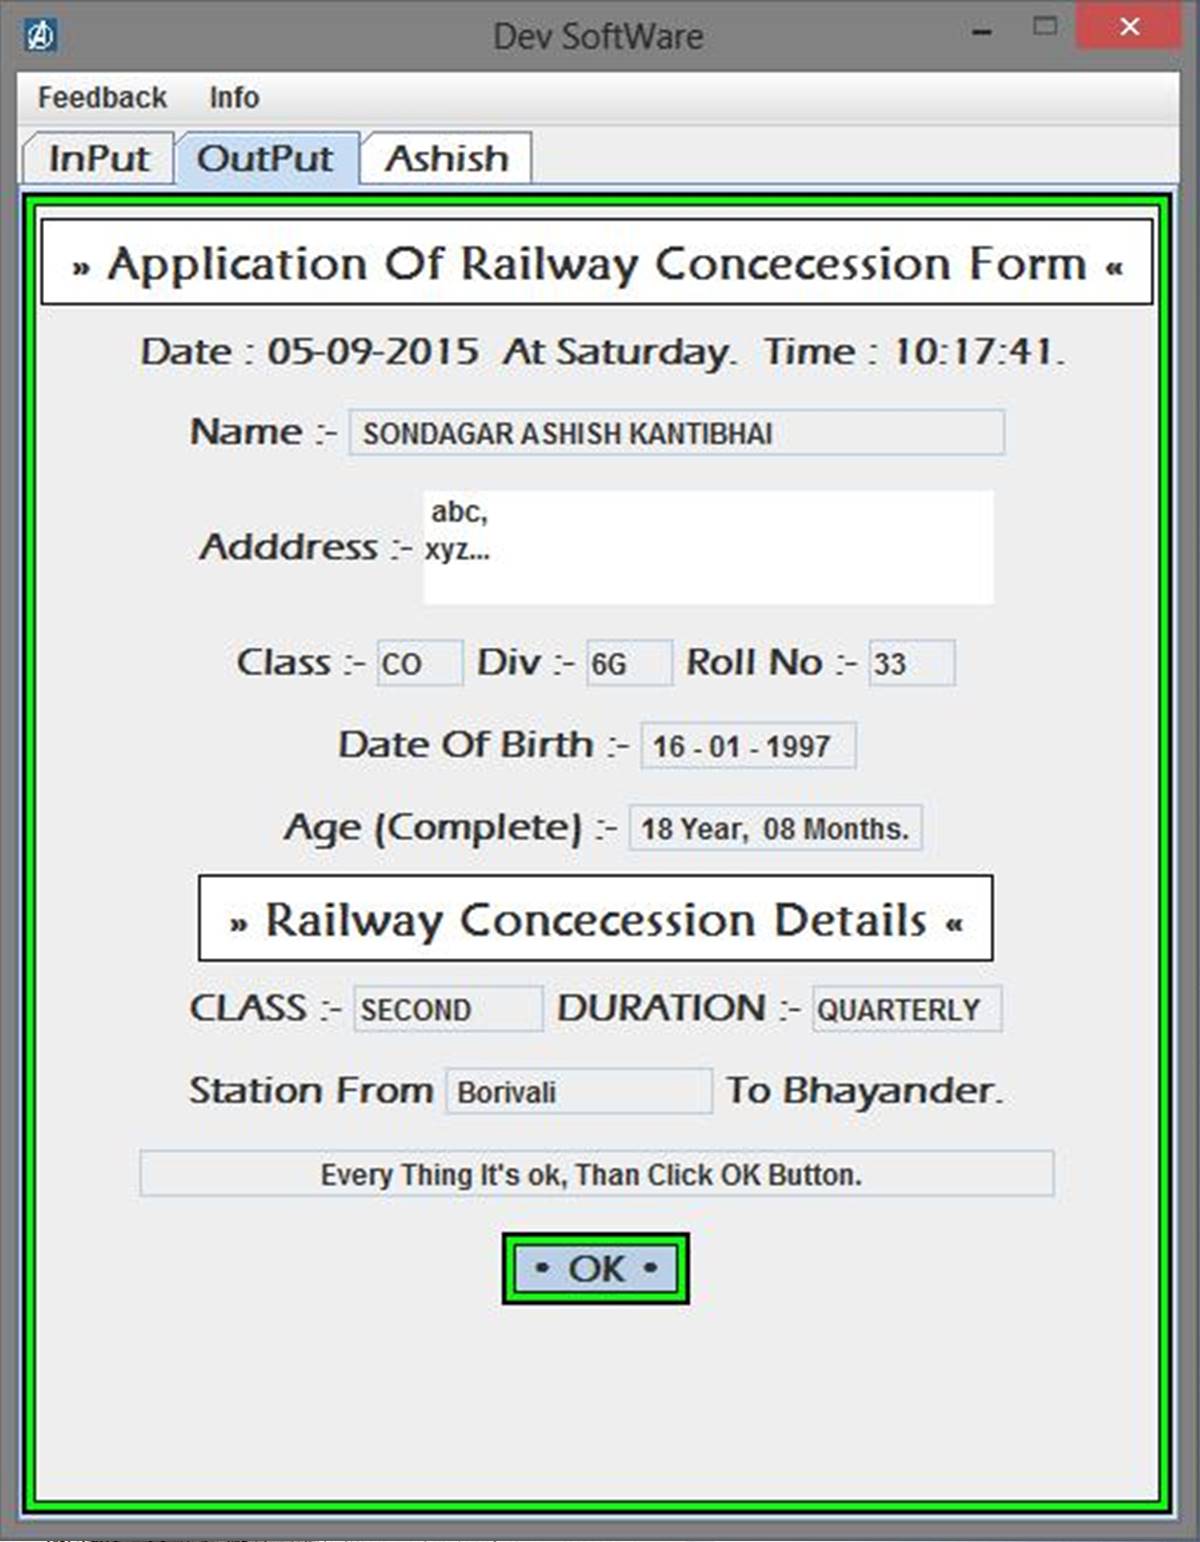 Dev SoftWare
Feedback Info
InPut OutPut Ashish
» Application Of Railway Concecession Form «
Date : 05-09-2015 At Saturday. Time : 10:17:41.
Name :- SONDAGAR ASHISH KANTIBHAI
Adddress :- abc,
xyz...
Class :- CO Div :- 6G Roll No :- 33
Date Of Birth :- 16 - 01 - 1997
Age (Complete) :- 18 Year, 08 Months.
» Railway Concecession Details «
CLASS :- SECOND DURATION :- QUARTERLY
Station From Borivali To Bhayander.
Every Thing It's ok, Than Click OK Button.
• OK •